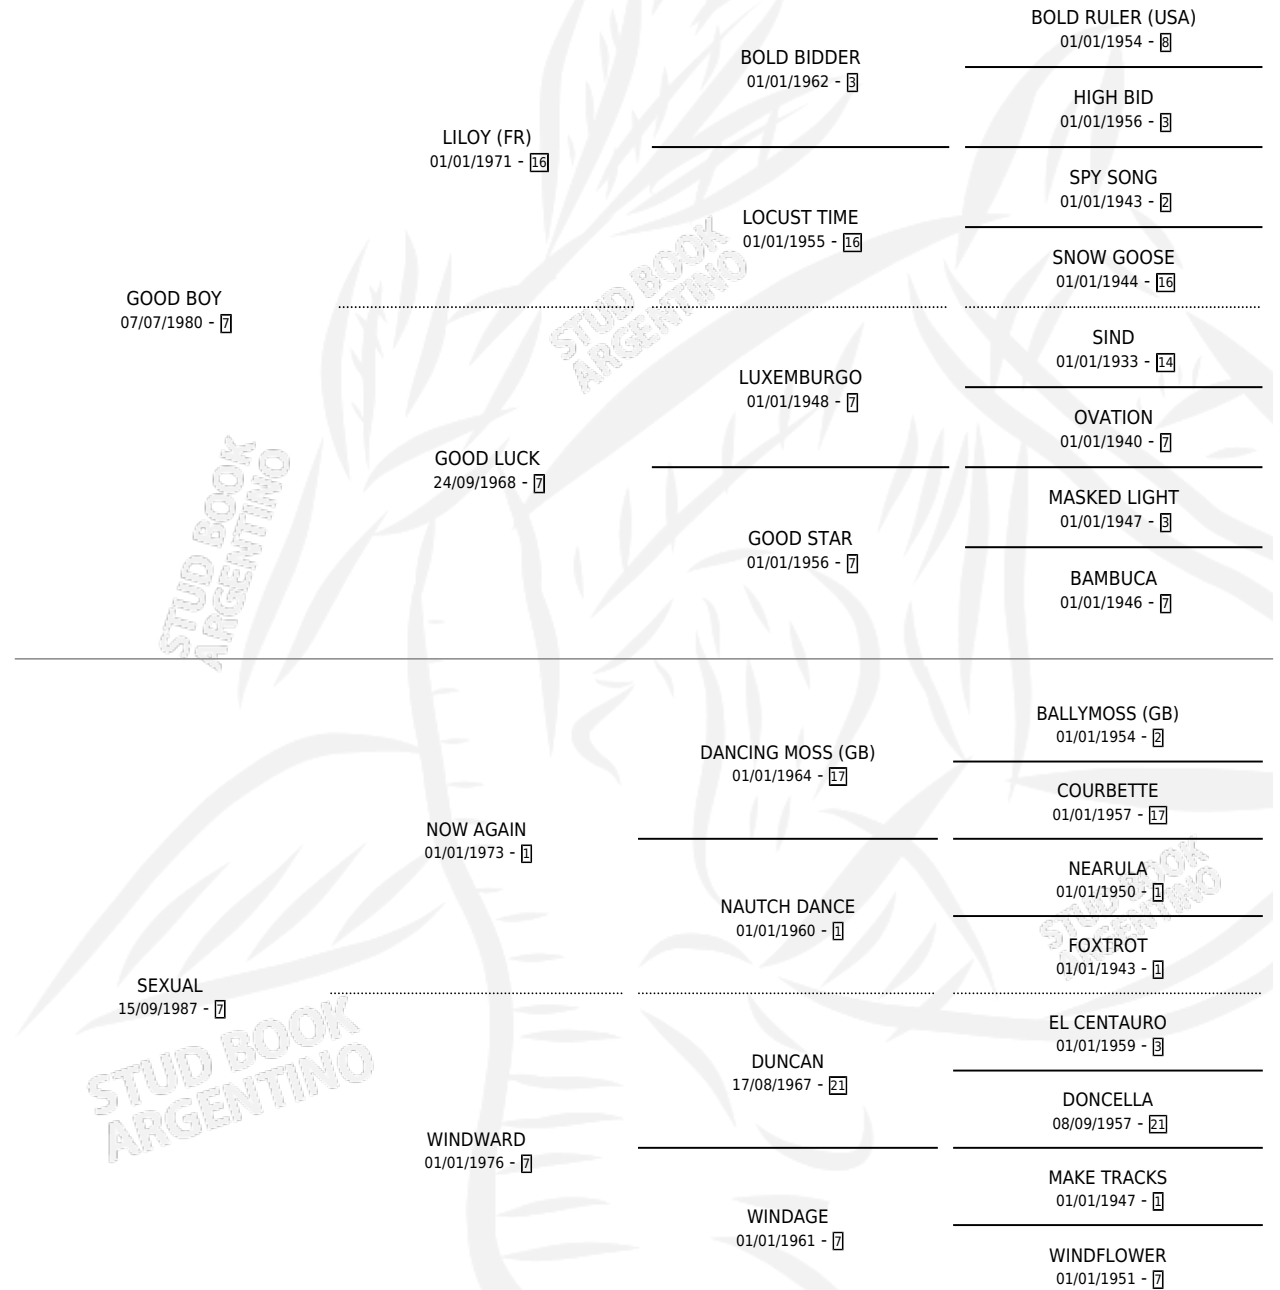 BOLD RULER (USA)
01/01/1954 - 8
BOLD BIDDER
01/01/1962 - 3
HIGH BID
01/01/1956 - 3
LILOY (FR)
01/01/1971 - 16
SPY SONG
01/01/1943 - 2
LOCUST TIME
01/01/1955 - 16
SNOW GOOSE
01/01/1944 - 16
GOOD BOY
07/07/1980 - 7
SIND
01/01/1933 - 14
LUXEMBURGO
01/01/1948 - 7
OVATION
01/01/1940 - 7
GOOD LUCK
24/09/1968 - 7
MASKED LIGHT
01/01/1947 - 3
GOOD STAR
01/01/1956 - 7
BAMBUCA
01/01/1946 - 7
STUD BOOK
ARGENTINO
STUD BOOK
ARGENTINO
BALLYMOSS (GB)
01/01/1954 - 2
DANCING MOSS (GB)
01/01/1964 - 17
COURBETTE
01/01/1957 - 17
NOW AGAIN
01/01/1973 - 1
NEARULA
01/01/1950 - 1
NAUTCH DANCE
01/01/1960 - 1
FOXTROT
01/01/1943 - 1
SEXUAL
15/09/1987 - 7
EL CENTAURO
01/01/1959 - 3
DUNCAN
17/08/1967 - 21
DONCELLA
08/09/1957 - 21
WINDWARD
01/01/1976 - 7
MAKE TRACKS
01/01/1947 - 1
WINDAGE
01/01/1961 - 7
WINDFLOWER
01/01/1951 - 7
STUD BOOK
ARGENTINO
STUD BOOK
ARGENTINO